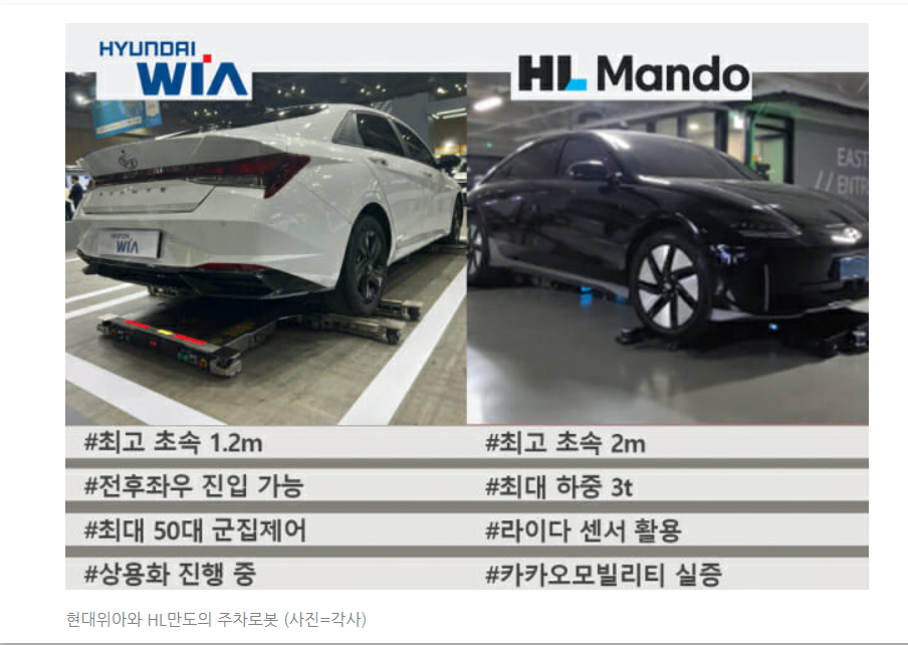 HYUNDAI
WIA
HL Mando
AVANTE
WIA
EAST
// ENTR
#최고 초속 1.2m
#최고 초속 2m
#전후좌우 진입 가능
#최대 하중 3t
#최대 50대 군집제어
#라이다 센서 활용
#상용화 진행 중
#카카오모빌리티 실증
현대위아와 HL만도의 주차로봇 (사진=각사)